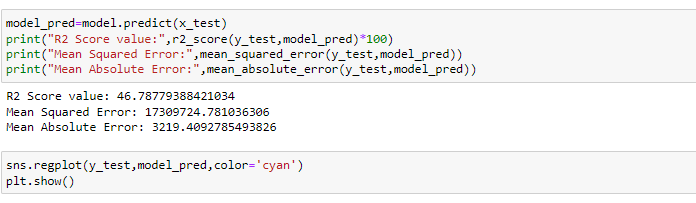 model_pred=model.predict(x_test)
print("R2 Score value:",r2_score(y_test,model_pred)*100)
print("Mean Squared Error:",mean_squared_error(y_test,model_pred))
print("Mean Absolute Error:",mean_absolute_error(y_test,model_pred))
R2 Score value: 46.78779388421034
Mean Squared Error: 17309724.781036306
Mean Absolute Error: 3219.4092785493826
sns.regplot(y_test,model_pred,color='cyan')
plt.show()